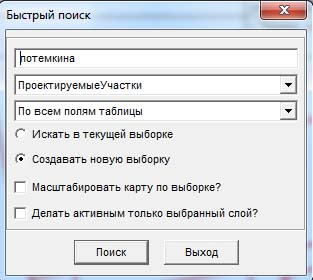 Быстрый поиск
потемкина
ПроектируемыеУчастки
По всем полям таблицы
Искать в текущей выборке
Создавать новую выборку
Масштабировать карту по выборке?
Делать активным только выбранный слой?
Поиск
Выход